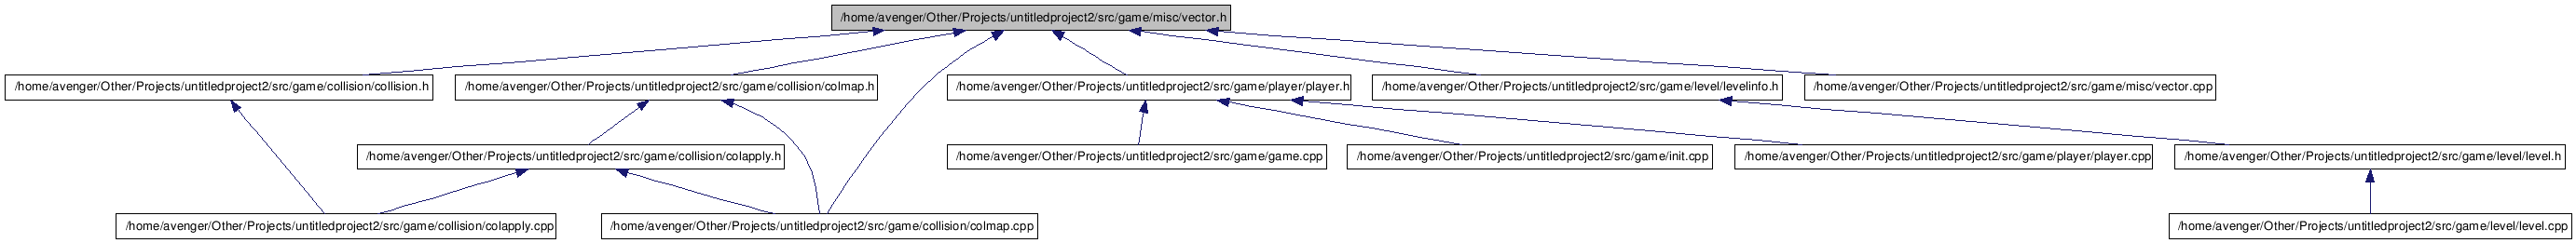 /home/avenger/Other/Projects/untitledproject2/src/game/misc/vector.h
/home/avenger/Other/Projects/untitledproject2/src/game/collision/collision.h
/home/avenger/Other/Projects/untitledproject2/src/game/collision/colmap.h
/home/avenger/Other/Projects/untitledproject2/src/game/player/player.h
/home/avenger/Other/Projects/untitledproject2/src/game/level/levelinfo.h
/home/avenger/Other/Projects/untitledproject2/src/game/misc/vector.cpp
/home/avenger/Other/Projects/untitledproject2/src/game/collision/colapply.h
/home/avenger/Other/Projects/untitledproject2/src/game/game.cpp
/home/avenger/Other/Projects/untitledproject2/src/game/init.cpp
/home/avenger/Other/Projects/untitledproject2/src/game/player/player.cpp
/home/avenger/Other/Projects/untitledproject2/src/game/level/level.h
/home/avenger/Other/Projects/untitledproject2/src/game/collision/colapply.cpp
/home/avenger/Other/Projects/untitledproject2/src/game/collision/colmap.cpp
/home/avenger/Other/Projects/untitledproject2/src/game/level/level.cpp